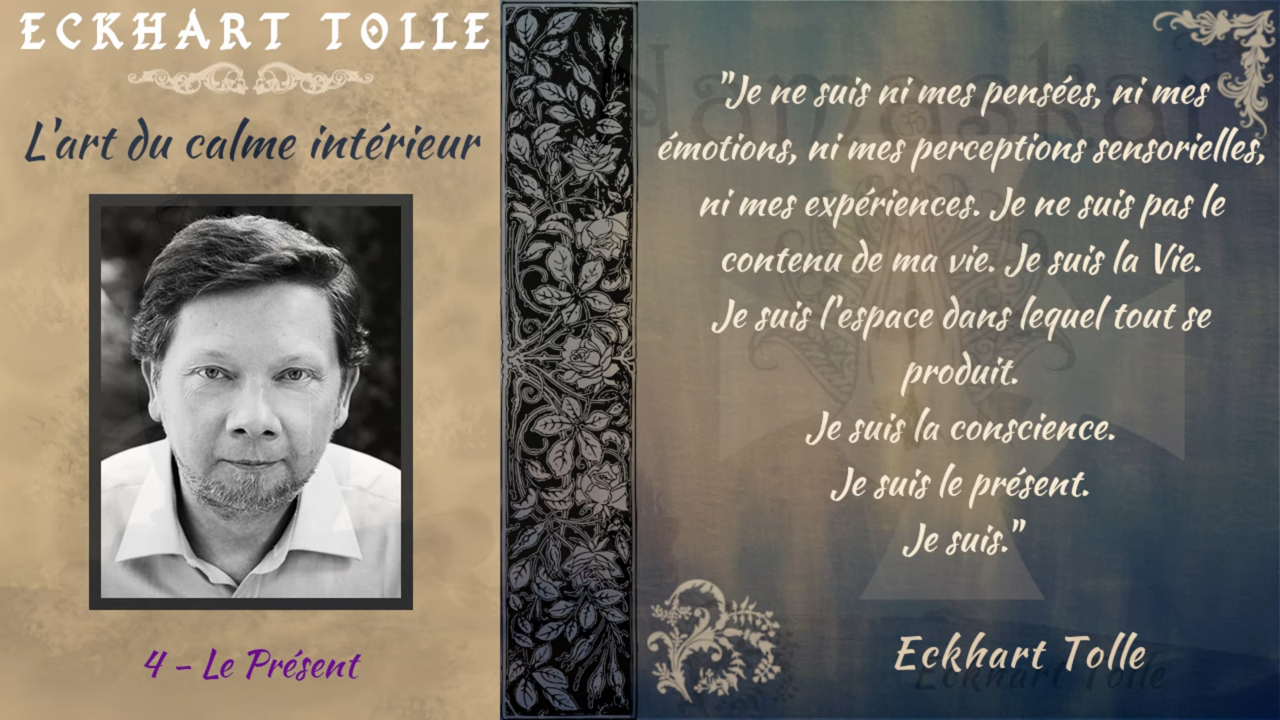 ECKHART TOLLE
L'art du calme intérieur
4 - Le Présent
namaskar
"Je ne suis ni mes pensées, ni mes
émotions, ni mes perceptions sensorielles,
ni mes expériences. Je ne suis pas le
contenu de ma vie. Je suis la Vie.
Je suis l'espace dans lequel tout se
produit.
Je suis la conscience.
Je suis le présent.
Je suis."
Eckhart Tolle
Eckhart Tolle